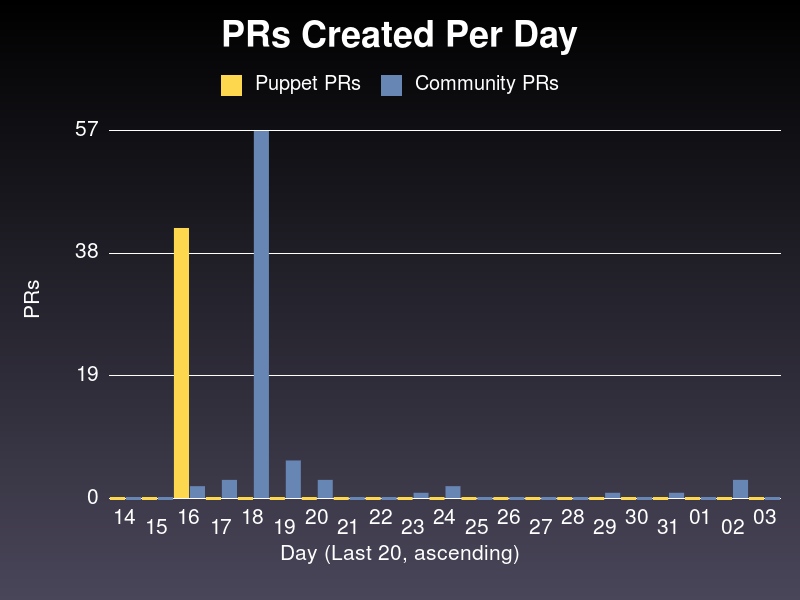 PRs Created Per Day
Puppet PRs Community PRs
57
38
19
0
PRs
14 15 16 17 18 19 20 21 22 23 24 25 26 27 28 29 30 31 01 02 03
Day (Last 20, ascending)